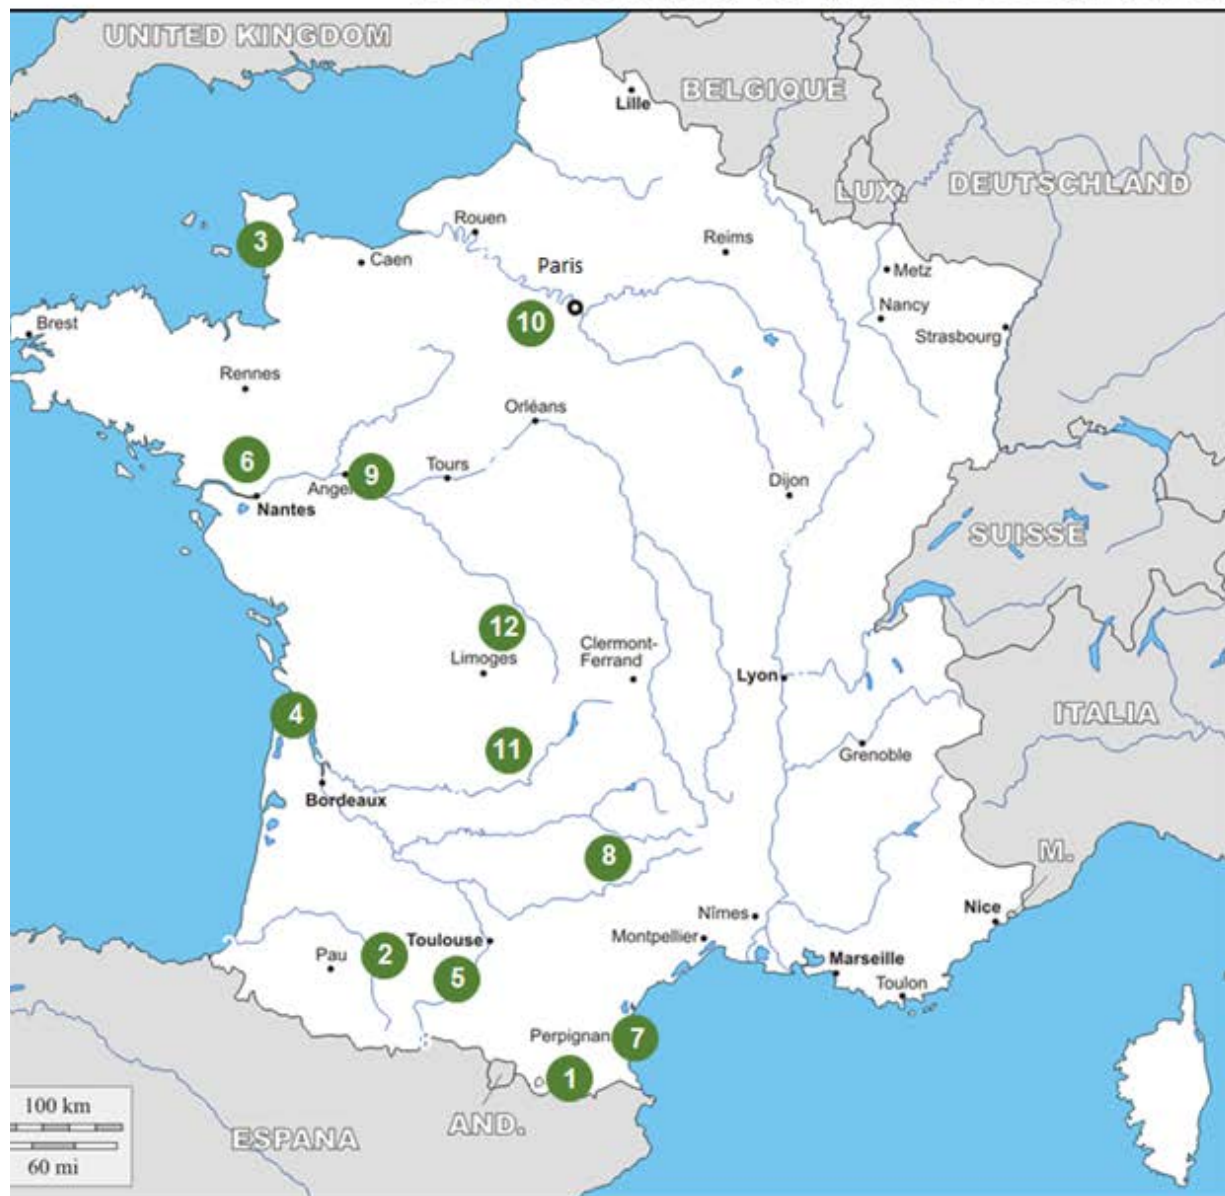 UNITED KINGDOM
BELGIQUE
Lille
LUX.
DEUTSCHLAND
3
Rouen
Caen
Reims
Metz
Paris
10
Nancy
Strasbourg
Brest
Rennes
Orléans
6
9
Tours
Dijon
Nantes
SUISSE
12
Limoges
Clermont-
Ferrand
Lyon
4
ITALIA
11
Grenoble
Bordeaux
8
M.
Nîmes
Nice
Montpellier
Toulouse
Pau
2
5
Marseille
Toulon
Perpignan
7
1
AND.
ESPANA
100 km
60 mi